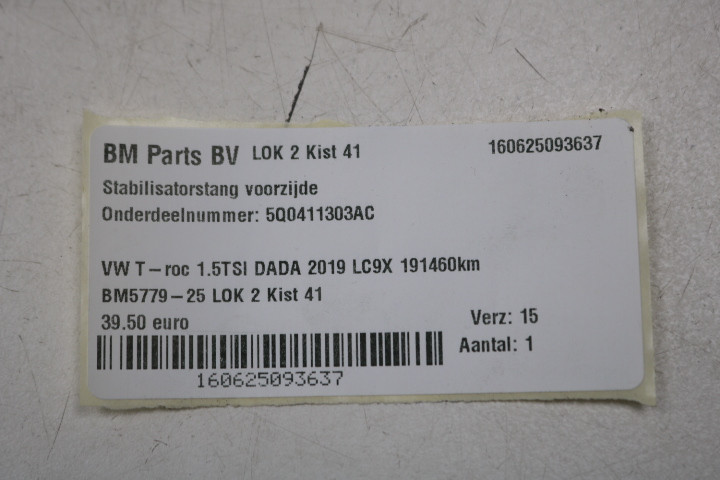 BM Parts BV LOK 2 Kist 41 160625093637
Stabilisatorstang voorzijde
Onderdeelnummer: 5Q0411303AC
VW T-roc 1.5TSI DADA 2019 LC9X 191460km
BM5779-25 LOK 2 Kist 41
39.50 euro Verz: 15
Aantal: 1
160625093637